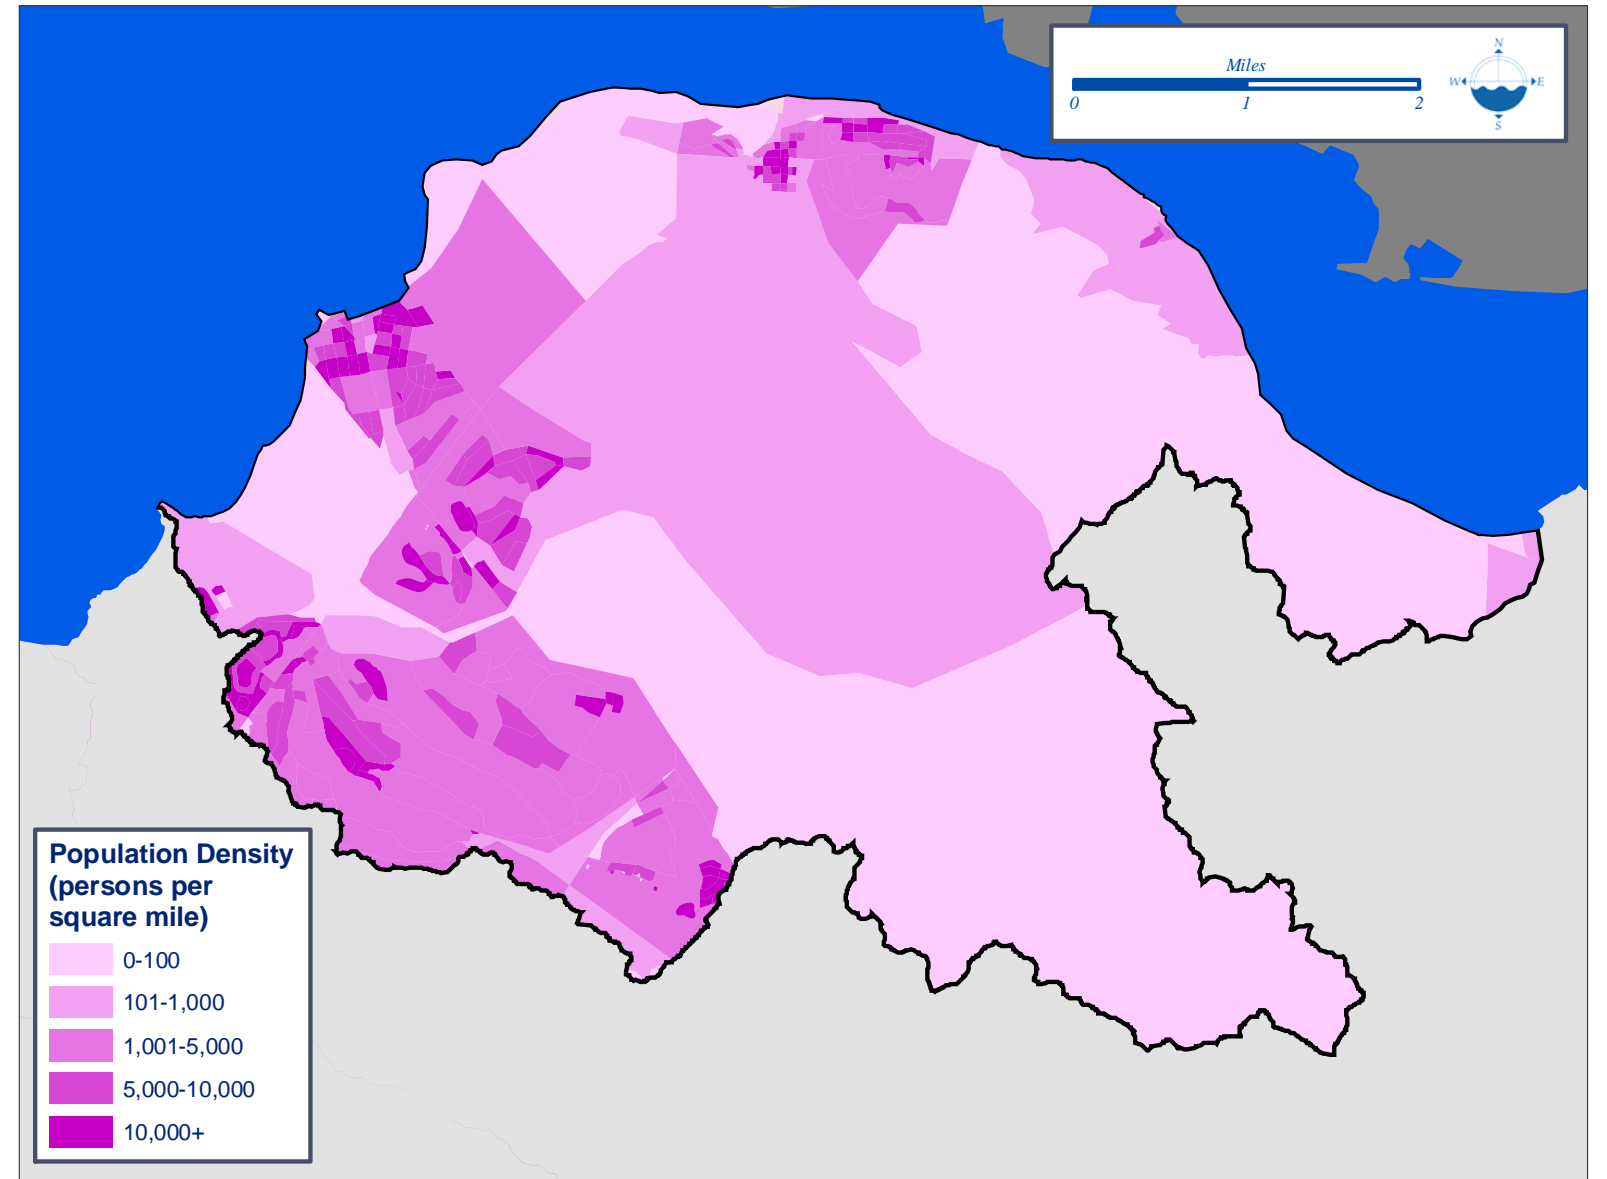 Miles
0 1 2
N
W E
S
Population Density
(persons per
square mile)
0-100
101-1,000
1,001-5,000
5,000-10,000
10,000+